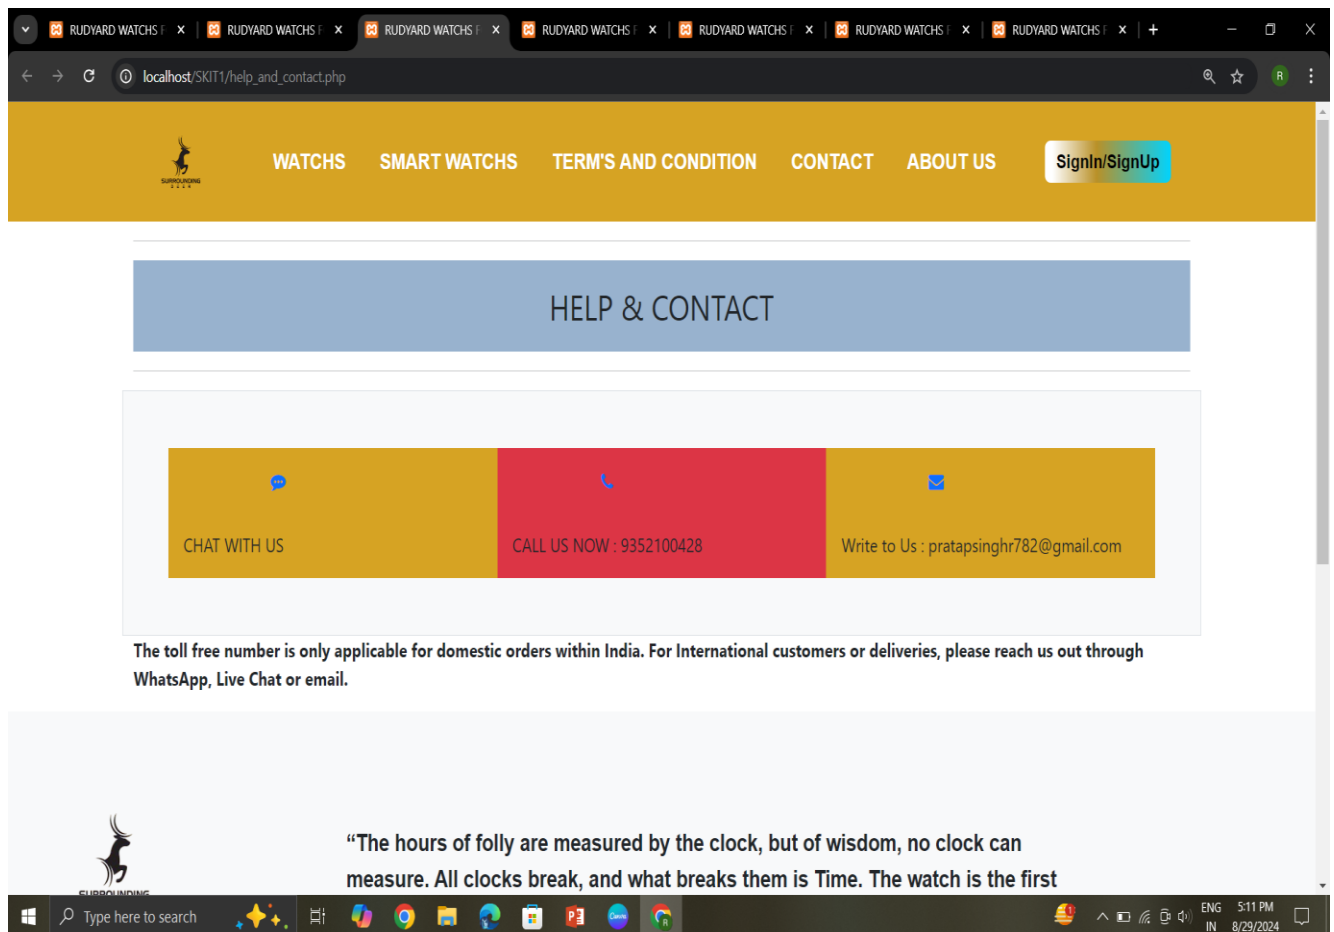 RUDYARD WATCHS F
RUDYARD WATCHS F
RUDYARD WATCHS F
RUDYARD WATCHS F
RUDYARD WATCHS F
RUDYARD WATCHS F
RUDYARD WATCHS F
localhost/SKIT1/help_and_contact.php
R
SURROUNDING
WATCHS
SMART WATCHS
TERM'S AND CONDITION
CONTACT
ABOUT US
SignIn/SignUp
HELP & CONTACT
CHAT WITH US
CALL US NOW : 9352100428
Write to Us : pratapsinghr782@gmail.com
The toll free number is only applicable for domestic orders within India. For International customers or deliveries, please reach us out through
WhatsApp, Live Chat or email.
“The hours of folly are measured by the clock, but of wisdom, no clock can
measure. All clocks break, and what breaks them is Time. The watch is the first
SURROUNDING
Type here to search
ENG
IN
5:11 PM
8/29/2024